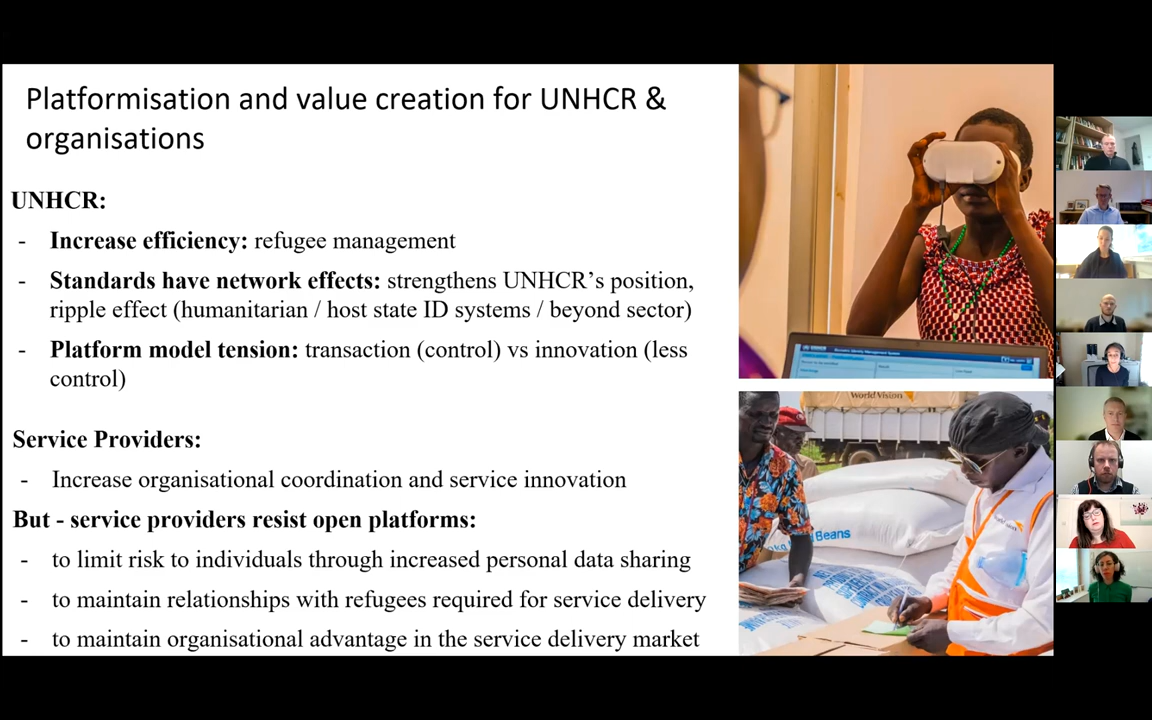 Platformisation and value creation for UNHCR &
organisations
UNHCR:
- Increase efficiency: refugee management
- Standards have network effects: strengthens UNHCR’s position,
ripple effect (humanitarian / host state ID systems / beyond sector)
- Platform model tension: transaction (control) vs innovation (less
control)
Service Providers:
- Increase organisational coordination and service innovation
But - service providers resist open platforms:
- to limit risk to individuals through increased personal data sharing
- to maintain relationships with refugees required for service delivery
- to maintain organisational advantage in the service delivery market
World Vision
Beans
World Vision